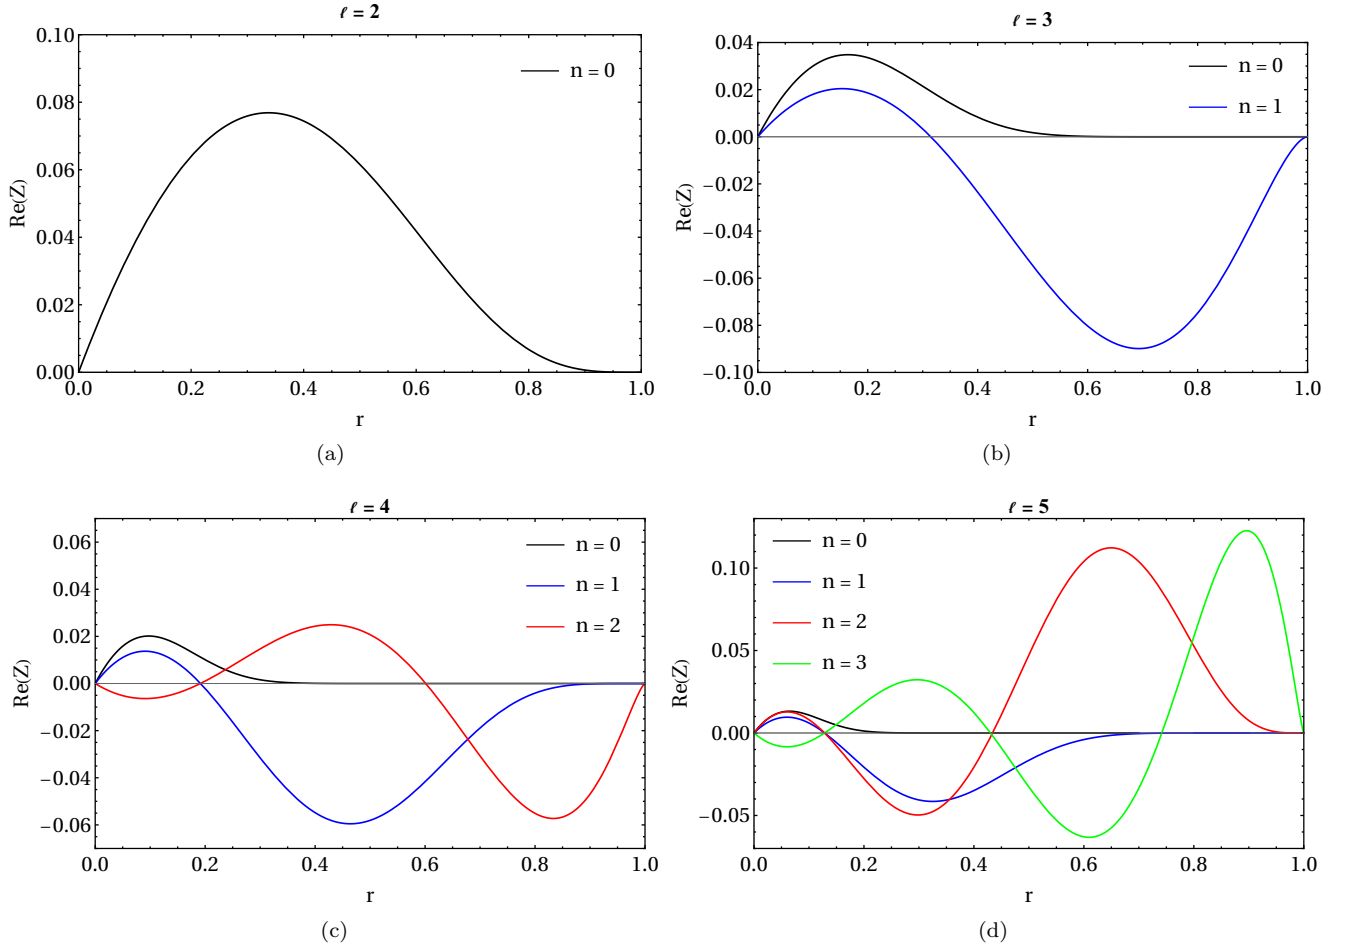 ℓ = 2
0.10
0.08
0.06
0.04
0.02
0.00
Re(Z)
n = 0
0.0 0.2 0.4 0.6 0.8 1.0
r
(a)
ℓ = 3
0.04
0.02
0.00
−0.02
−0.04
−0.06
−0.08
−0.10
Re(Z)
n = 0
n = 1
0.0 0.2 0.4 0.6 0.8 1.0
r
(b)
ℓ = 4
0.06
0.04
0.02
0.00
−0.02
−0.04
−0.06
Re(Z)
n = 0
n = 1
n = 2
0.0 0.2 0.4 0.6 0.8 1.0
r
(c)
ℓ = 5
0.10
0.05
0.00
−0.05
Re(Z)
n = 0
n = 1
n = 2
n = 3
0.0 0.2 0.4 0.6 0.8 1.0
r
(d)